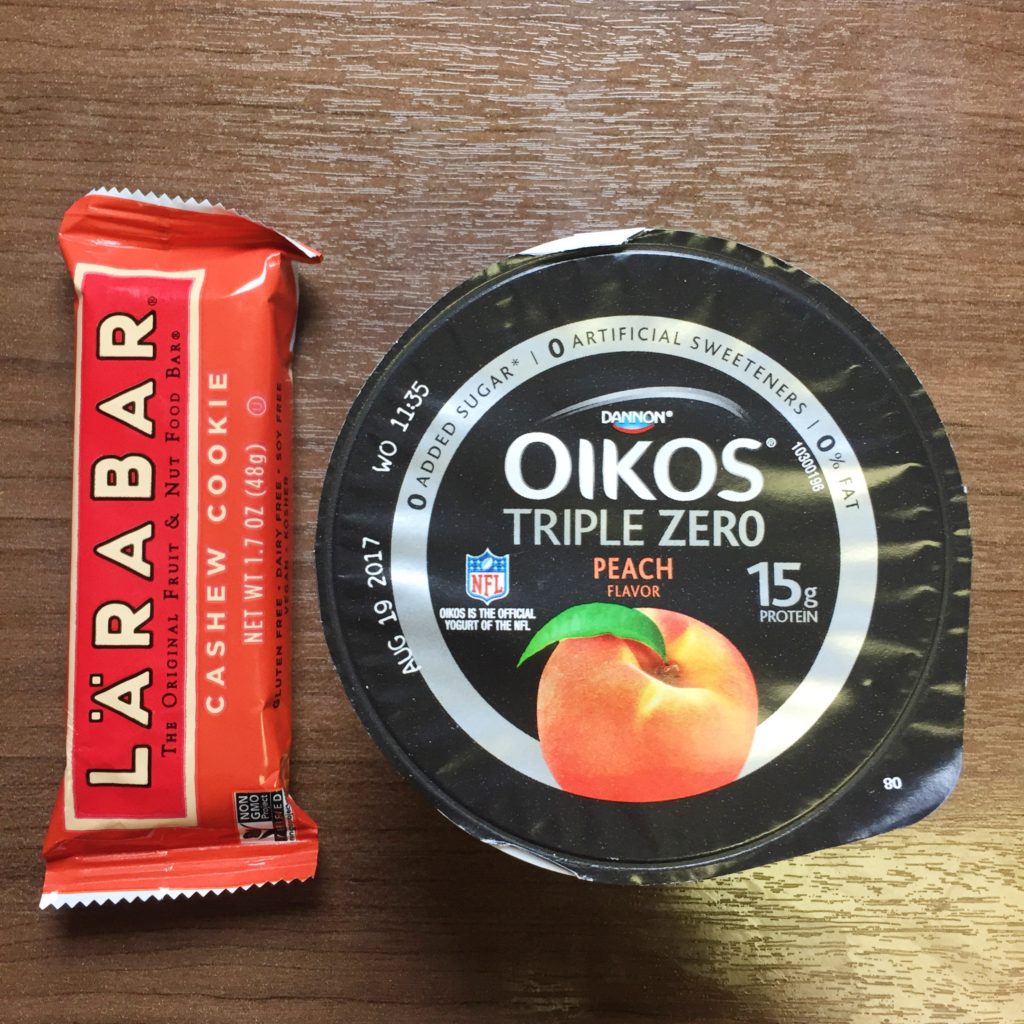 LÄRABAR®
THE ORIGINAL FRUIT & NUT FOOD BAR®
CASHEW COOKIE
NET WT 1.7 OZ (48g)
GLUTEN FREE • DAIRY FREE • SOY FREE
VEGAN • KOSHER
NON
GMO
Project
VERIFIED
0 ADDED SUGAR* | 0 ARTIFICIAL SWEETENERS | 0% FAT
WO 11:35
AUG 19 2017
10300196
DANNON®
OIKOS®
TRIPLE ZERO
PEACH
FLAVOR
NFL
OIKOS IS THE OFFICIAL
YOGURT OF THE NFL
15g
PROTEIN
80